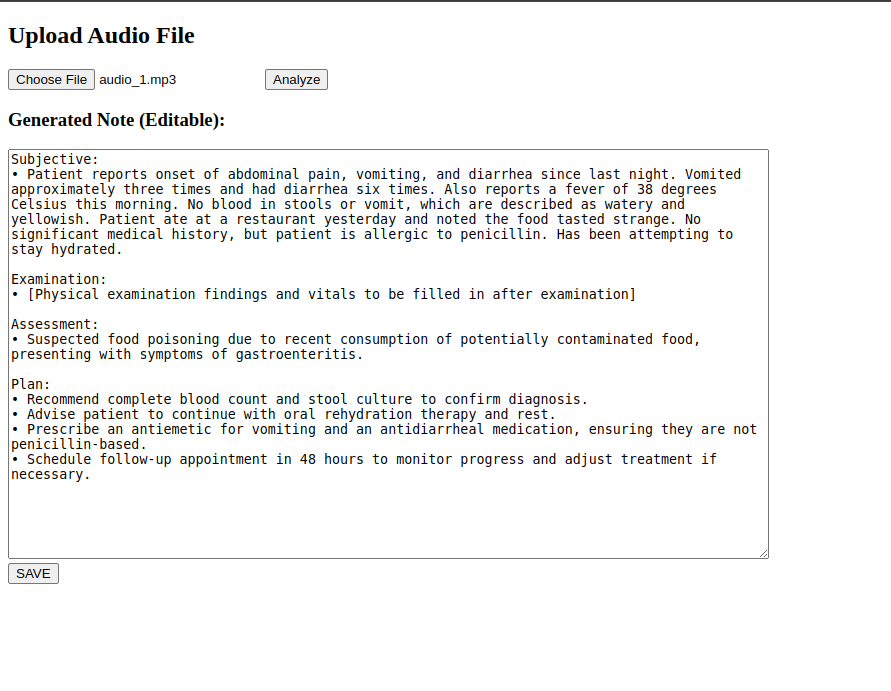 Upload Audio File
Choose File audio_1.mp3 Analyze
Generated Note (Editable):
Subjective:
• Patient reports onset of abdominal pain, vomiting, and diarrhea since last night. Vomited
approximately three times and had diarrhea six times. Also reports a fever of 38 degrees
Celsius this morning. No blood in stools or vomit, which are described as watery and
yellowish. Patient ate at a restaurant yesterday and noted the food tasted strange. No
significant medical history, but patient is allergic to penicillin. Has been attempting to
stay hydrated.
Examination:
• [Physical examination findings and vitals to be filled in after examination]
Assessment:
• Suspected food poisoning due to recent consumption of potentially contaminated food,
presenting with symptoms of gastroenteritis.
Plan:
• Recommend complete blood count and stool culture to confirm diagnosis.
• Advise patient to continue with oral rehydration therapy and rest.
• Prescribe an antiemetic for vomiting and an antidiarrheal medication, ensuring they are not
penicillin-based.
• Schedule follow-up appointment in 48 hours to monitor progress and adjust treatment if
necessary.
SAVE